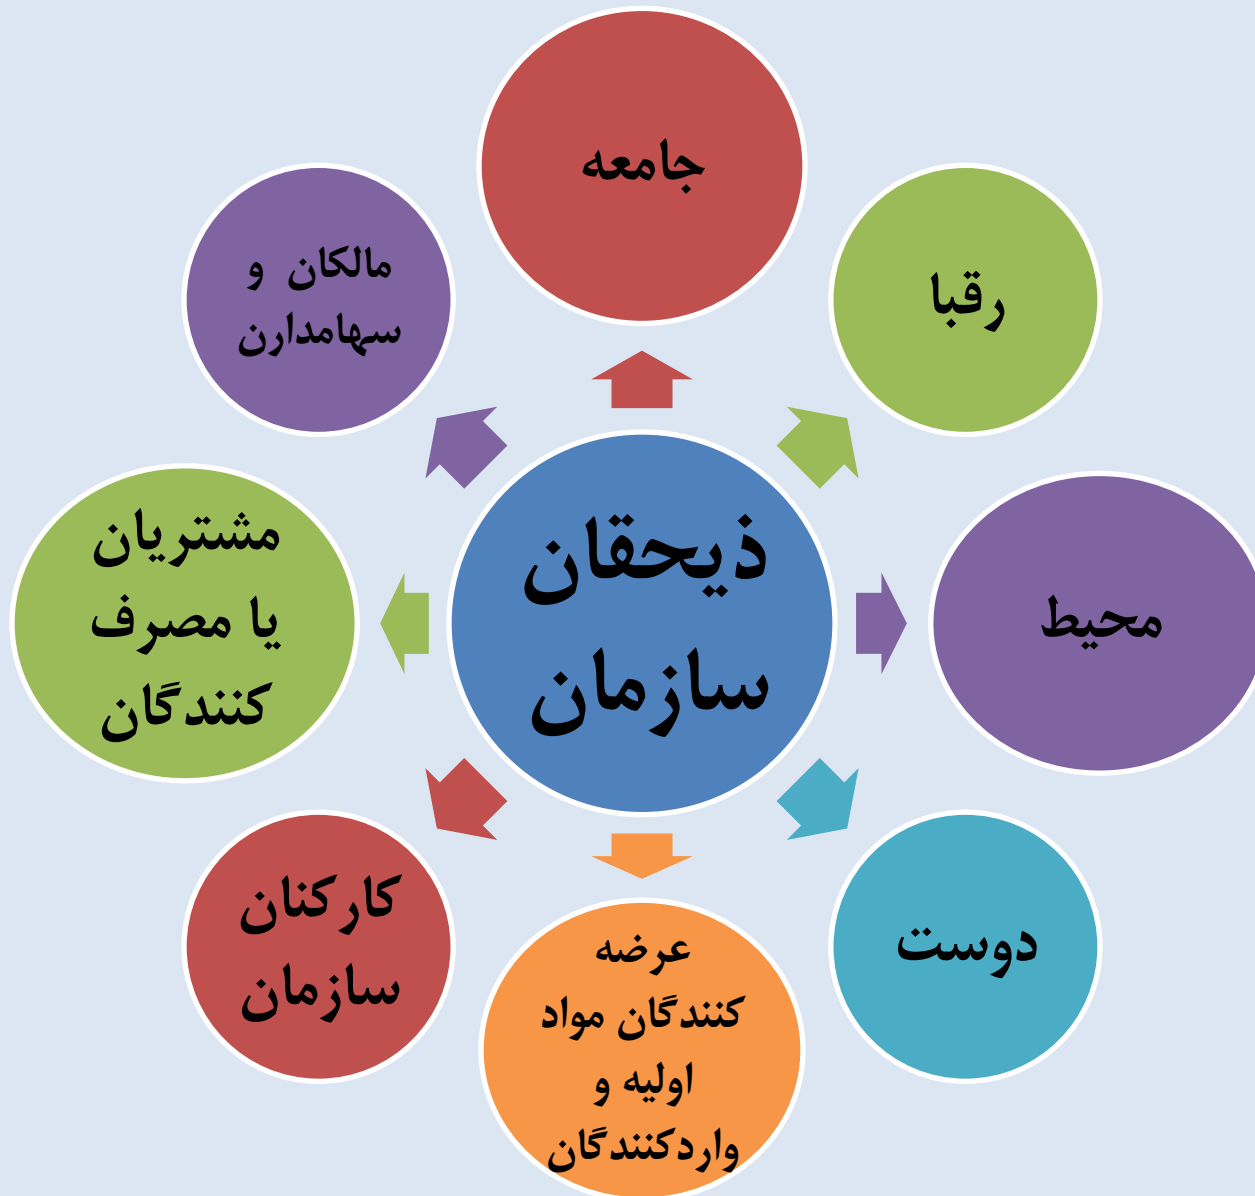 جامعه
رقبا
مالکان و
سهامدارن
ذیحقان
سازمان
محیط
مشتریان
یا مصرف
کنندگان
دوست
کارکنان
سازمان
عرضه
کنندگان مواد
اولیه و
واردکنندگان